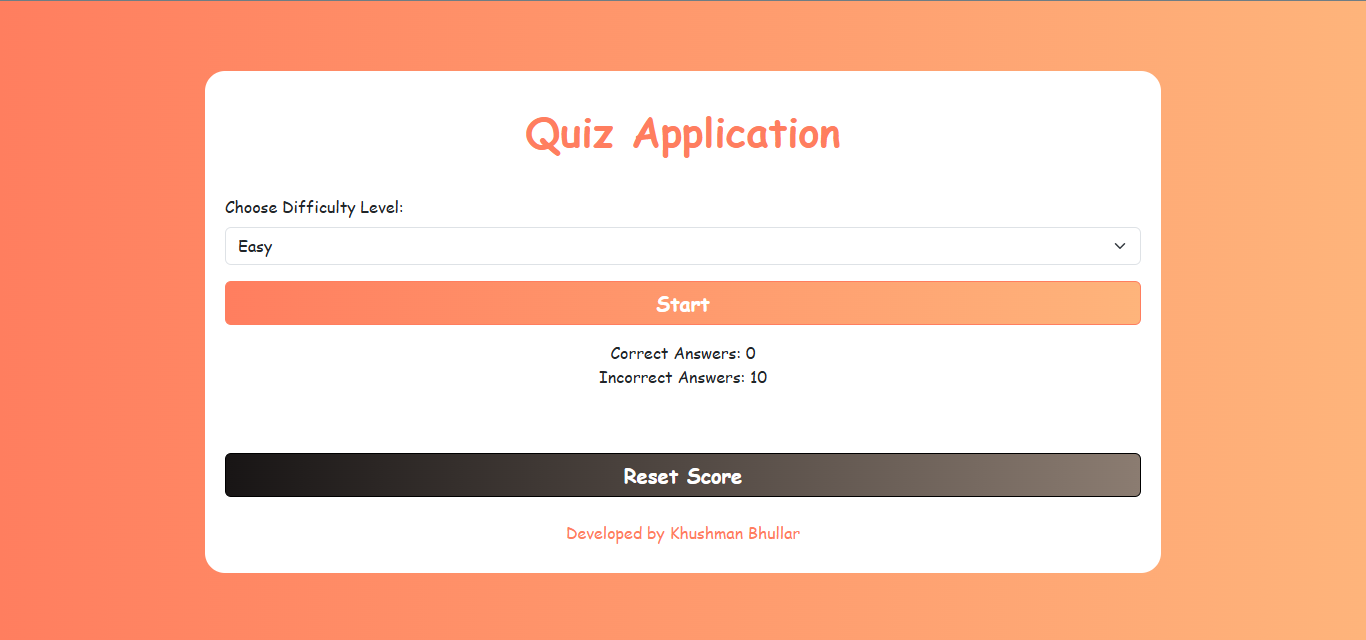 Quiz Application
Choose Difficulty Level:
Easy
Start
Correct Answers: 0
Incorrect Answers: 10
Reset Score
Developed by Khushman Bhullar